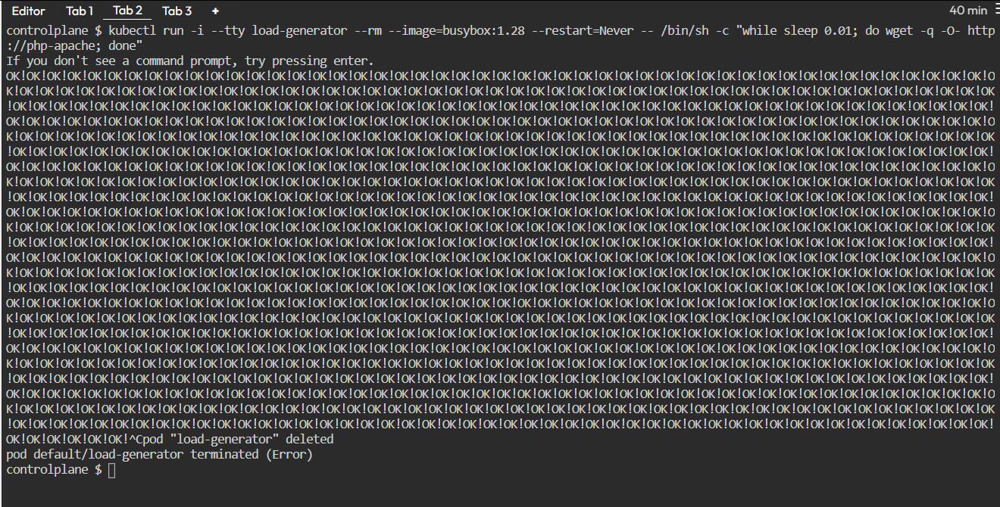 Editor Tab 1 Tab 2 Tab 3 + 40 min
controlplane $ kubectl run -i --tty load-generator --rm --image=busybox:1.28 --restart=Never -- /bin/sh -c "while sleep 0.01; do wget -q -O- http
://php-apache; done"
If you don't see a command prompt, try pressing enter.
OK!OK!OK!OK!OK!OK!OK!OK!OK!OK!OK!OK!OK!OK!OK!OK!OK!OK!OK!OK!OK!OK!OK!OK!OK!OK!OK!OK!OK!OK!OK!OK!OK!OK!OK!OK!OK!OK!OK!OK!OK!OK!OK!OK!OK!OK!OK!OK!O
K!OK!OK!OK!OK!OK!OK!OK!OK!OK!OK!OK!OK!OK!OK!OK!OK!OK!OK!OK!OK!OK!OK!OK!OK!OK!OK!OK!OK!OK!OK!OK!OK!OK!OK!OK!OK!OK!OK!OK!OK!OK!OK!OK!OK!OK!OK!OK!OK
!OK!OK!OK!OK!OK!OK!OK!OK!OK!OK!OK!OK!OK!OK!OK!OK!OK!OK!OK!OK!OK!OK!OK!OK!OK!OK!OK!OK!OK!OK!OK!OK!OK!OK!OK!OK!OK!OK!OK!OK!OK!OK!OK!OK!OK!OK!OK!OK!
OK!OK!OK!OK!OK!OK!OK!OK!OK!OK!OK!OK!OK!OK!OK!OK!OK!OK!OK!OK!OK!OK!OK!OK!OK!OK!OK!OK!OK!OK!OK!OK!OK!OK!OK!OK!OK!OK!OK!OK!OK!OK!OK!OK!OK!OK!OK!OK!O
K!OK!OK!OK!OK!OK!OK!OK!OK!OK!OK!OK!OK!OK!OK!OK!OK!OK!OK!OK!OK!OK!OK!OK!OK!OK!OK!OK!OK!OK!OK!OK!OK!OK!OK!OK!OK!OK!OK!OK!OK!OK!OK!OK!OK!OK!OK!OK!OK
!OK!OK!OK!OK!OK!OK!OK!OK!OK!OK!OK!OK!OK!OK!OK!OK!OK!OK!OK!OK!OK!OK!OK!OK!OK!OK!OK!OK!OK!OK!OK!OK!OK!OK!OK!OK!OK!OK!OK!OK!OK!OK!OK!OK!OK!OK!OK!OK!
OK!OK!OK!OK!OK!OK!OK!OK!OK!OK!OK!OK!OK!OK!OK!OK!OK!OK!OK!OK!OK!OK!OK!OK!OK!OK!OK!OK!OK!OK!OK!OK!OK!OK!OK!OK!OK!OK!OK!OK!OK!OK!OK!OK!OK!OK!OK!OK!O
K!OK!OK!OK!OK!OK!OK!OK!OK!OK!OK!OK!OK!OK!OK!OK!OK!OK!OK!OK!OK!OK!OK!OK!OK!OK!OK!OK!OK!OK!OK!OK!OK!OK!OK!OK!OK!OK!OK!OK!OK!OK!OK!OK!OK!OK!OK!OK!OK
!OK!OK!OK!OK!OK!OK!OK!OK!OK!OK!OK!OK!OK!OK!OK!OK!OK!OK!OK!OK!OK!OK!OK!OK!OK!OK!OK!OK!OK!OK!OK!OK!OK!OK!OK!OK!OK!OK!OK!OK!OK!OK!OK!OK!OK!OK!OK!OK!
OK!OK!OK!OK!OK!OK!OK!OK!OK!OK!OK!OK!OK!OK!OK!OK!OK!OK!OK!OK!OK!OK!OK!OK!OK!OK!OK!OK!OK!OK!OK!OK!OK!OK!OK!OK!OK!OK!OK!OK!OK!OK!OK!OK!OK!OK!OK!OK!O
K!OK!OK!OK!OK!OK!OK!OK!OK!OK!OK!OK!OK!OK!OK!OK!OK!OK!OK!OK!OK!OK!OK!OK!OK!OK!OK!OK!OK!OK!OK!OK!OK!OK!OK!OK!OK!OK!OK!OK!OK!OK!OK!OK!OK!OK!OK!OK!OK
!OK!OK!OK!OK!OK!OK!OK!OK!OK!OK!OK!OK!OK!OK!OK!OK!OK!OK!OK!OK!OK!OK!OK!OK!OK!OK!OK!OK!OK!OK!OK!OK!OK!OK!OK!OK!OK!OK!OK!OK!OK!OK!OK!OK!OK!OK!OK!OK!
OK!OK!OK!OK!OK!OK!OK!OK!OK!OK!OK!OK!OK!OK!OK!OK!OK!OK!OK!OK!OK!OK!OK!OK!OK!OK!OK!OK!OK!OK!OK!OK!OK!OK!OK!OK!OK!OK!OK!OK!OK!OK!OK!OK!OK!OK!OK!OK!O
K!OK!OK!OK!OK!OK!OK!OK!OK!OK!OK!OK!OK!OK!OK!OK!OK!OK!OK!OK!OK!OK!OK!OK!OK!OK!OK!OK!OK!OK!OK!OK!OK!OK!OK!OK!OK!OK!OK!OK!OK!OK!OK!OK!OK!OK!OK!OK!OK
!OK!OK!OK!OK!OK!OK!OK!OK!OK!OK!OK!OK!OK!OK!OK!OK!OK!OK!OK!OK!OK!OK!OK!OK!OK!OK!OK!OK!OK!OK!OK!OK!OK!OK!OK!OK!OK!OK!OK!OK!OK!OK!OK!OK!OK!OK!OK!OK!
OK!OK!OK!OK!OK!OK!OK!OK!OK!OK!OK!OK!OK!OK!OK!OK!OK!OK!OK!OK!OK!OK!OK!OK!OK!OK!OK!OK!OK!OK!OK!OK!OK!OK!OK!OK!OK!OK!OK!OK!OK!OK!OK!OK!OK!OK!OK!OK!O
K!OK!OK!OK!OK!OK!OK!OK!OK!OK!OK!OK!OK!OK!OK!OK!OK!OK!OK!OK!OK!OK!OK!OK!OK!OK!OK!OK!OK!OK!OK!OK!OK!OK!OK!OK!OK!OK!OK!OK!OK!OK!OK!OK!OK!OK!OK!OK!OK
!OK!OK!OK!OK!OK!OK!OK!OK!OK!OK!OK!OK!OK!OK!OK!OK!OK!OK!OK!OK!OK!OK!OK!OK!OK!OK!OK!OK!OK!OK!OK!OK!OK!OK!OK!OK!OK!OK!OK!OK!OK!OK!OK!OK!OK!OK!OK!OK!
OK!OK!OK!OK!OK!OK!OK!OK!OK!OK!OK!OK!OK!OK!OK!OK!OK!OK!OK!OK!OK!OK!OK!OK!OK!OK!OK!OK!OK!OK!OK!OK!OK!OK!OK!OK!OK!OK!OK!OK!OK!OK!OK!OK!OK!OK!OK!OK!O
K!OK!OK!OK!OK!OK!OK!OK!OK!OK!OK!OK!OK!OK!OK!OK!OK!OK!OK!OK!OK!OK!OK!OK!OK!OK!OK!OK!OK!OK!OK!OK!OK!OK!OK!OK!OK!OK!OK!OK!OK!OK!OK!OK!OK!OK!OK!OK!OK
!OK!OK!OK!OK!OK!OK!OK!OK!OK!OK!OK!OK!OK!OK!OK!OK!OK!OK!OK!OK!OK!OK!OK!OK!OK!OK!OK!OK!OK!OK!OK!OK!OK!OK!OK!OK!OK!OK!OK!OK!OK!OK!OK!OK!OK!OK!OK!OK!
OK!OK!OK!OK!OK!OK!OK!OK!OK!OK!OK!OK!OK!OK!OK!OK!OK!OK!OK!OK!OK!OK!OK!OK!OK!OK!OK!OK!OK!OK!OK!OK!OK!OK!OK!OK!OK!OK!OK!OK!OK!OK!OK!OK!OK!OK!OK!OK!O
K!OK!OK!OK!OK!OK!OK!OK!OK!OK!OK!OK!OK!OK!OK!OK!OK!OK!OK!OK!OK!OK!OK!OK!OK!OK!OK!OK!OK!OK!OK!OK!OK!OK!OK!OK!OK!OK!OK!OK!OK!OK!OK!OK!OK!OK!OK!OK!OK
!OK!OK!OK!OK!OK!OK!OK!OK!OK!OK!OK!OK!OK!OK!OK!OK!OK!OK!OK!OK!OK!OK!OK!OK!OK!OK!OK!OK!OK!OK!OK!OK!OK!OK!OK!OK!OK!OK!OK!OK!OK!OK!OK!OK!OK!OK!OK!OK!
OK!OK!OK!OK!OK!OK!^Cpod "load-generator" deleted
pod default/load-generator terminated (Error)
controlplane $